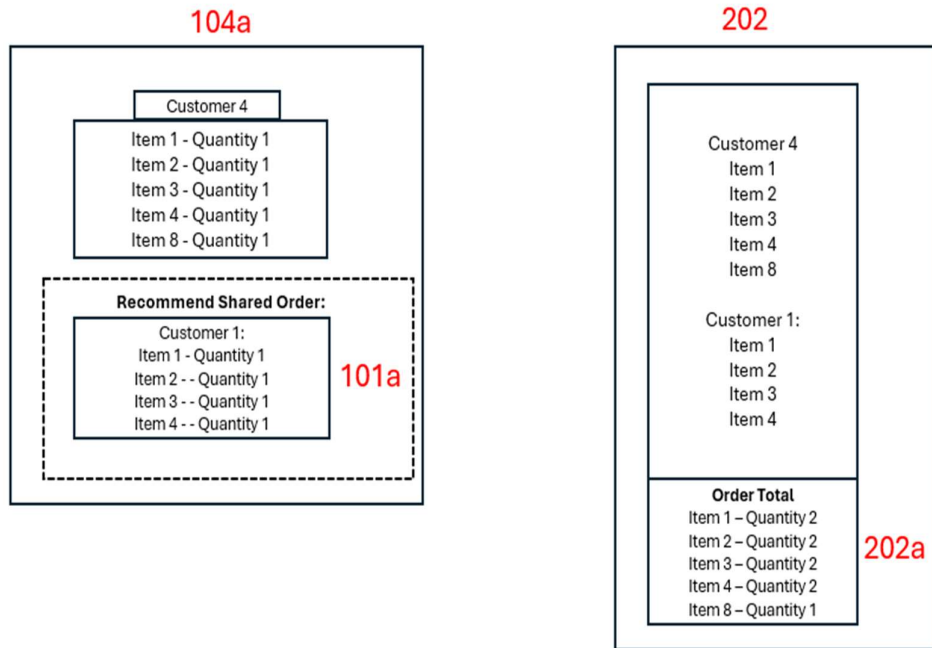 104a
Customer 4
Item 1 - Quantity 1
Item 2 - Quantity 1
Item 3 - Quantity 1
Item 4 - Quantity 1
Item 8 - Quantity 1
Recommend Shared Order:
Customer 1:
Item 1 - Quantity 1
Item 2 - - Quantity 1
Item 3 - - Quantity 1
Item 4 - - Quantity 1
101a
202
Customer 4
Item 1
Item 2
Item 3
Item 4
Item 8
Customer 1:
Item 1
Item 2
Item 3
Item 4
Order Total
Item 1 – Quantity 2
Item 2 – Quantity 2
Item 3 – Quantity 2
Item 4 – Quantity 2
Item 8 – Quantity 1
202a